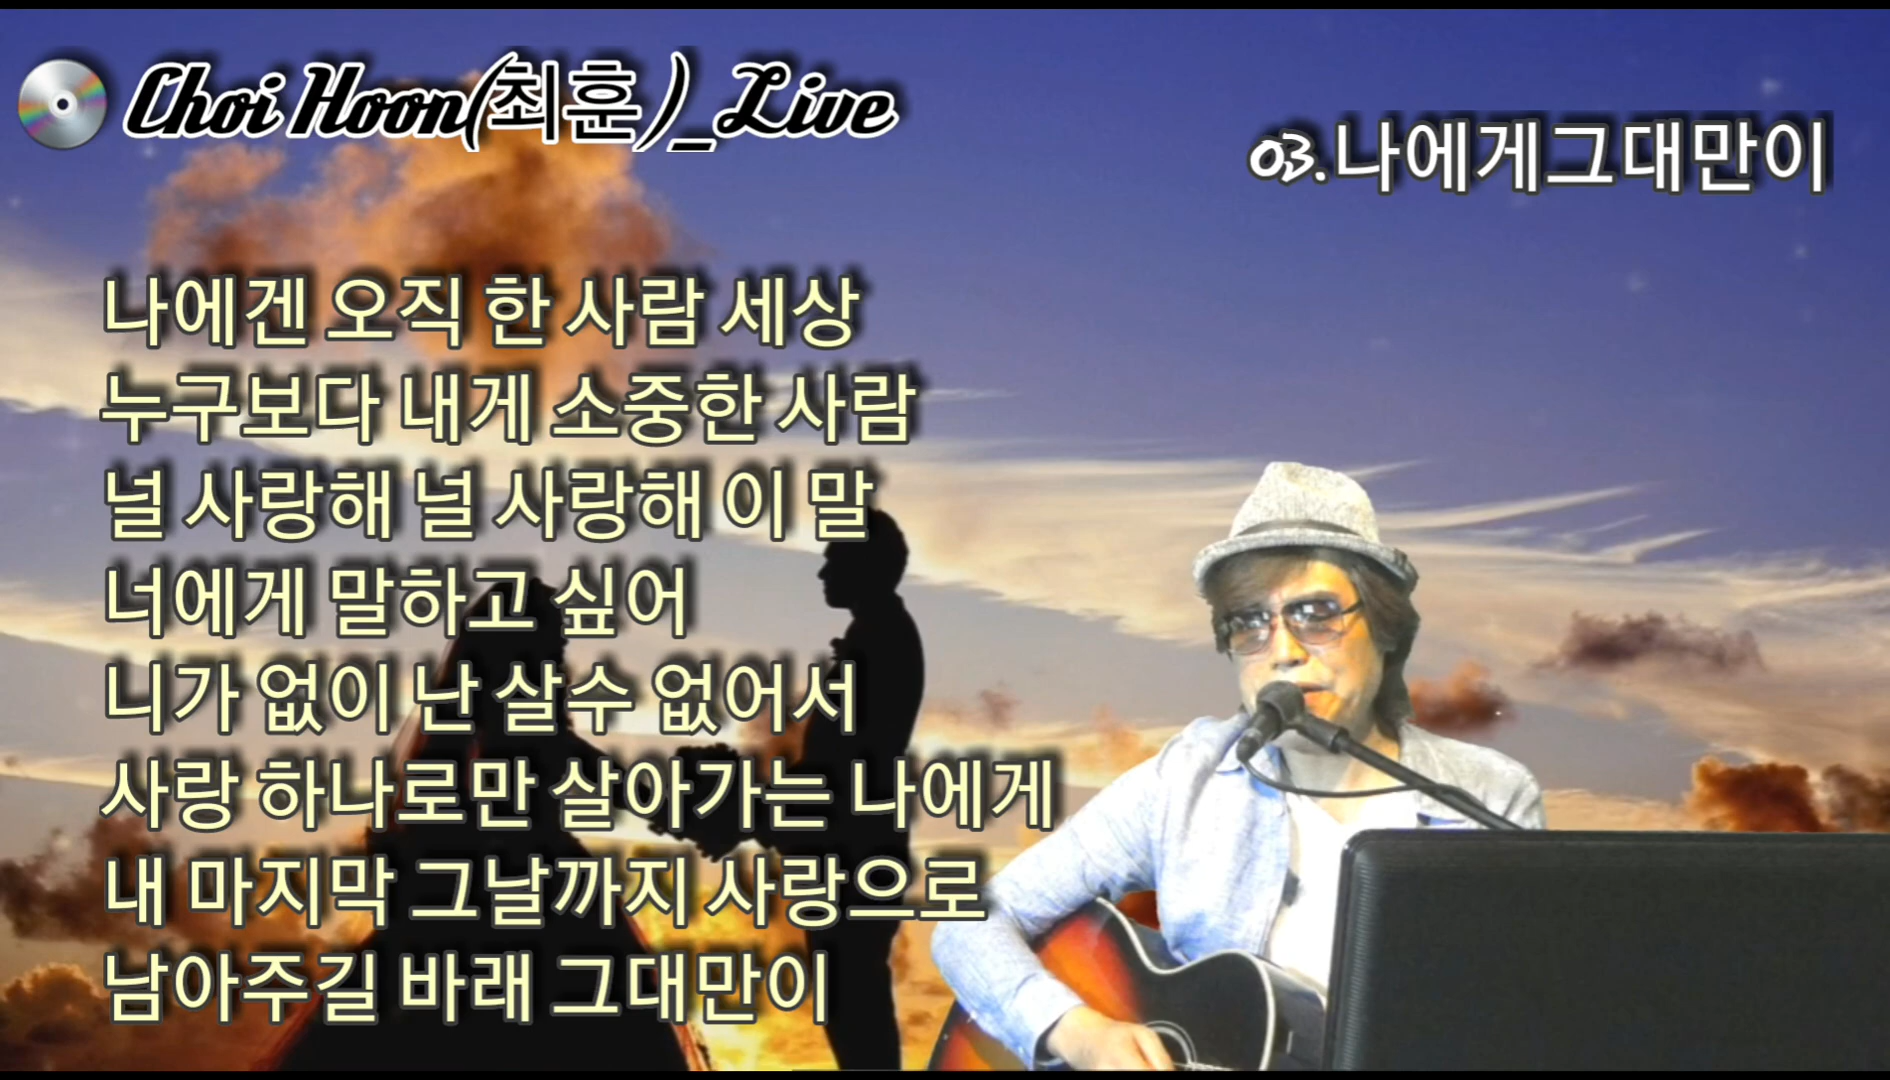 Choi Hoon(최훈)_Live
03.나에게그대만이
나에겐 오직 한 사람 세상
누구보다 내게 소중한 사람
널 사랑해 널 사랑해 이 말
너에게 말하고 싶어
니가 없이 난 살수 없어서
사랑 하나로만 살아가는 나에게
내 마지막 그날까지 사랑으로
남아주길 바래 그대만이